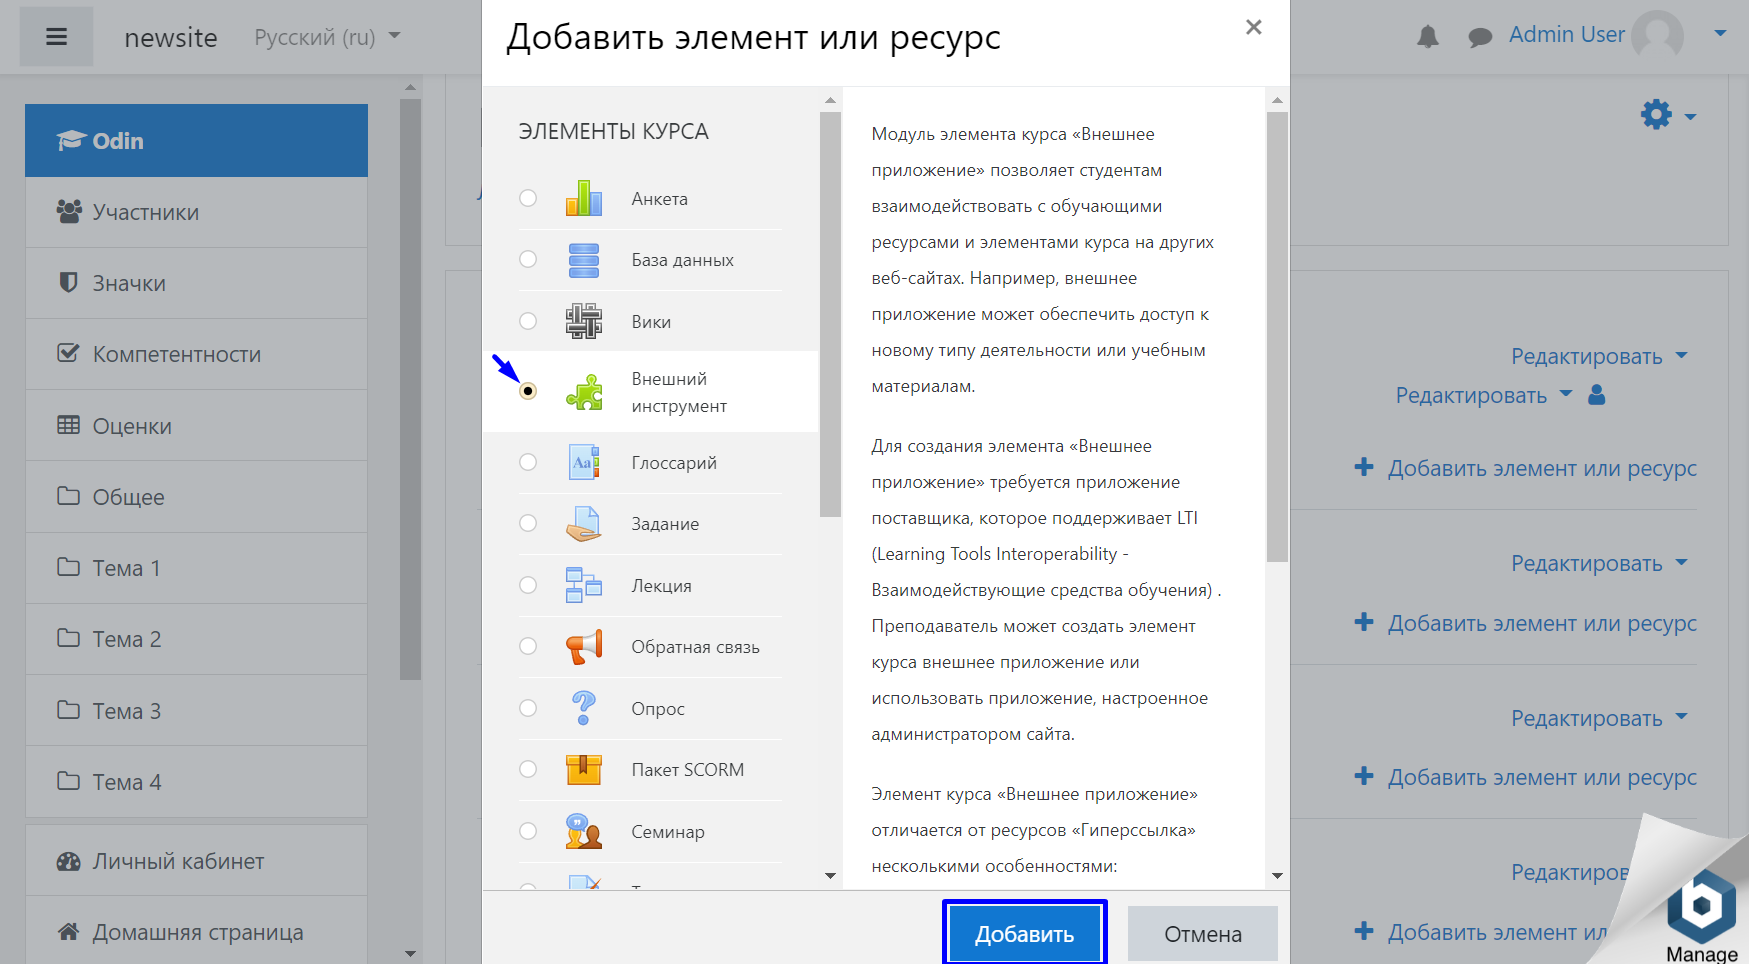 newsite
Русский (ru)
Admin User
Odin
Участники
Значки
Компетентности
Оценки
Общее
Тема 1
Тема 2
Тема 3
Тема 4
Личный кабинет
Домашняя страница
Добавить элемент или ресурс
×
ЭЛЕМЕНТЫ КУРСА
Анкета
База данных
Вики
Внешний
инструмент
Глоссарий
Aa
Задание
Лекция
Обратная связь
Опрос
Пакет SCORM
Семинар
Модуль элемента курса «Внешнее
приложение» позволяет студентам
взаимодействовать с обучающими
ресурсами и элементами курса на других
веб-сайтах. Например, внешнее
приложение может обеспечить доступ к
новому типу деятельности или учебным
материалам.
Для создания элемента «Внешнее
приложение» требуется приложение
поставщика, которое поддерживает LTI
(Learning Tools Interoperability -
Взаимодействующие средства обучения) .
Преподаватель может создать элемент
курса внешнее приложение или
использовать приложение, настроенное
администратором сайта.
Элемент курса «Внешнее приложение»
отличается от ресурсов «Гиперссылка»
несколькими особенностями:
Добавить
Отмена
Редактировать
Редактировать
Добавить элемент или ресурс
Редактировать
Добавить элемент или ресурс
Редактировать
Добавить элемент или ресурс
Добавить элемент
Manage